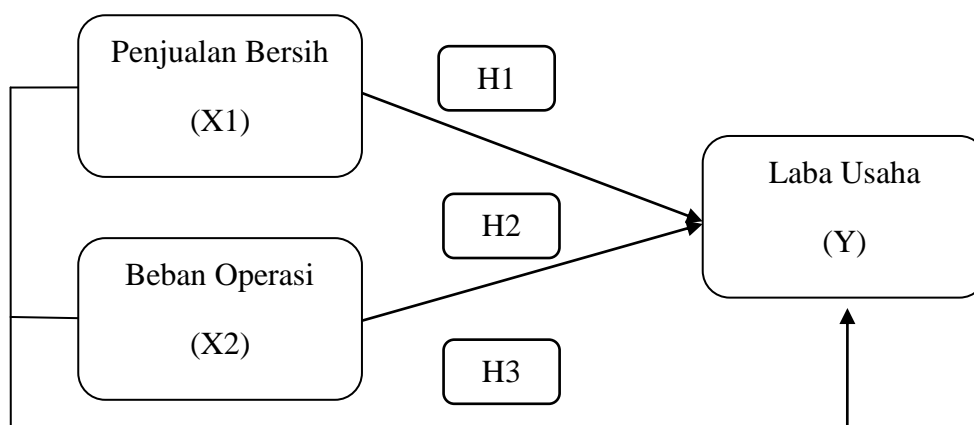 Penjualan Bersih
(X1)
H1
Laba Usaha
(Y)
H2
Beban Operasi
(X2)
H3